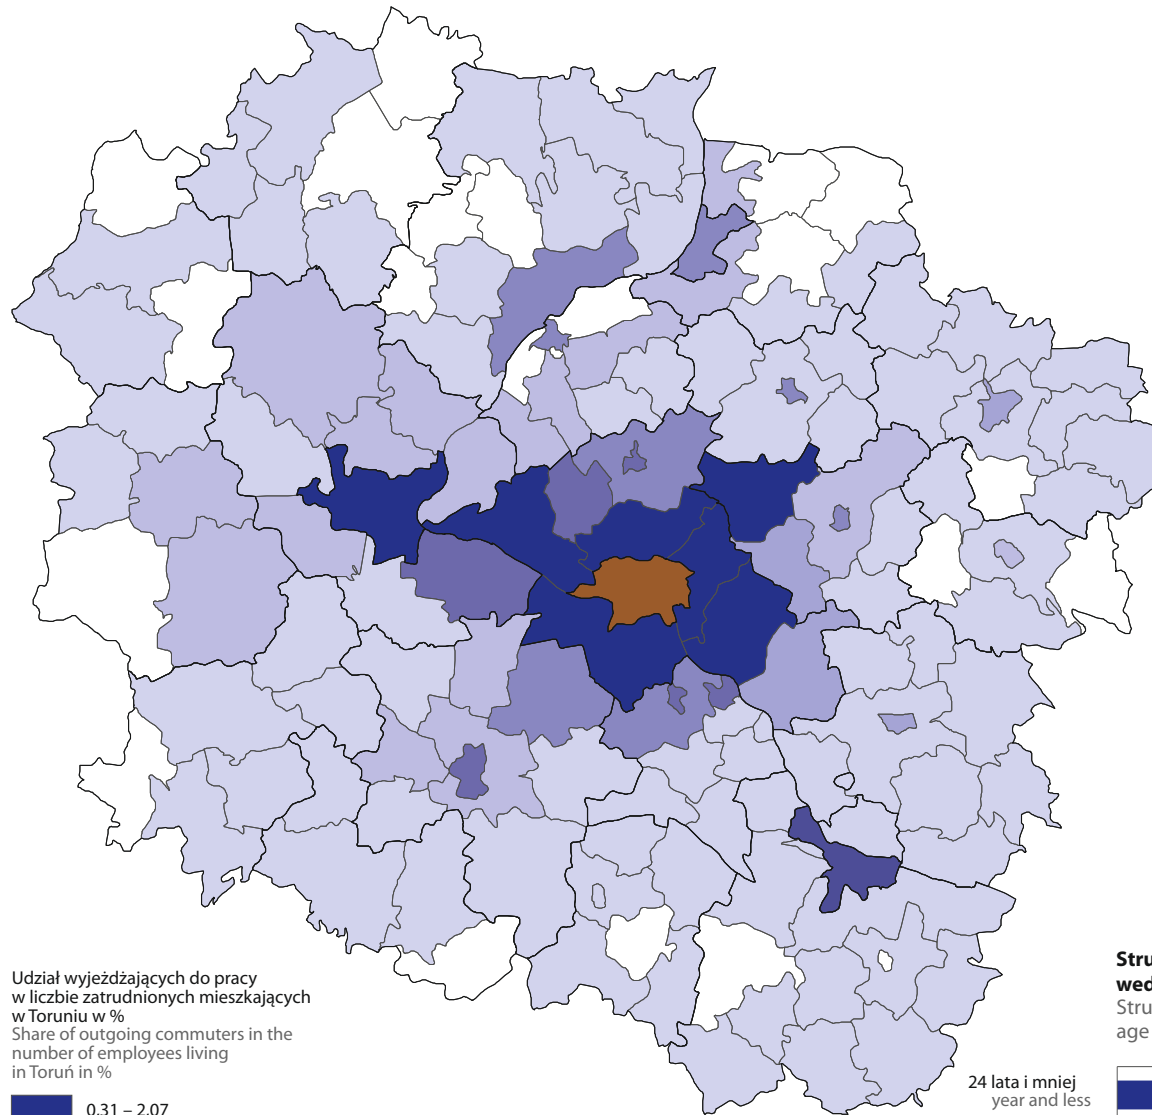 Udział wyjeżdżających do pracy
w liczbie zatrudnionych mieszkających
w Toruniu w %
Share of outgoing commuters in the
number of employees living
in Toruń in %
0,31 – 2,07
24 lata i mniej
year and less
age